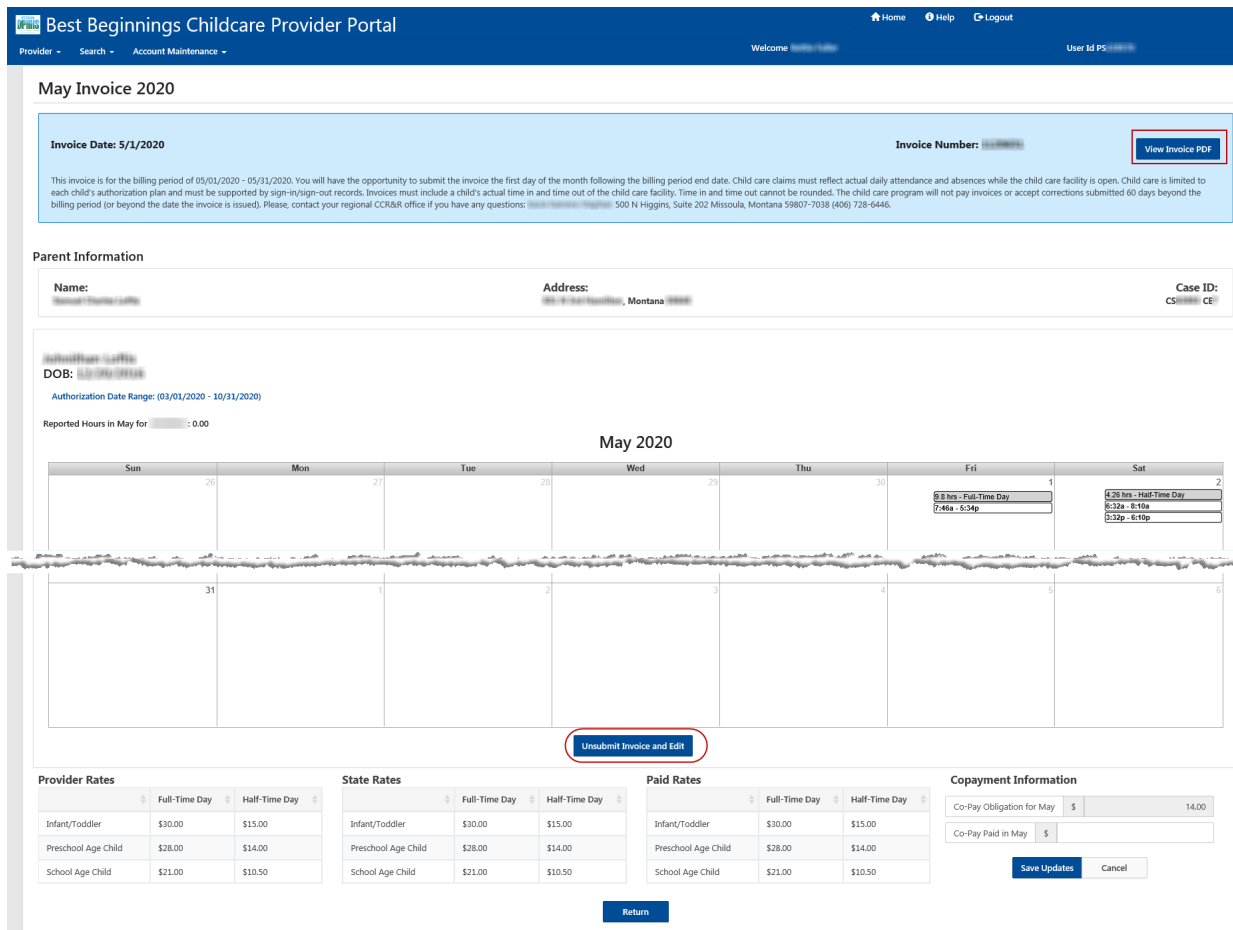 Best Beginnings Childcare Provider Portal
Home Help Logout
Provider Search Account Maintenance
Welcome
User Id PS
May Invoice 2020
Invoice Date: 5/1/2020
Invoice Number:
View Invoice PDF
This invoice is for the billing period of 05/01/2020 - 05/31/2020. You will have the opportunity to submit the invoice the first day of the month following the billing period end date. Child care claims must reflect actual daily attendance and absences while the child care facility is open. Child care is limited to
each child's authorization plan and must be supported by sign-in/sign-out records. Invoices must include a child's actual time in and time out of the child care facility. Time in and time out cannot be rounded. The child care program will not pay invoices or accept corrections submitted 60 days beyond the
billing period (or beyond the date the invoice is issued). Please, contact your regional CCR&R office if you have any questions: 500 N Higgins, Suite 202 Missoula, Montana 59807-7038 (406) 728-6446.
Parent Information
Name: Address: Case ID:
, Montana CS CE
DOB:
Authorization Date Range: (03/01/2020 - 10/31/2020)
Reported Hours in May for : 0.00
May 2020
Sun Mon Tue Wed Thu Fri Sat
26 27 28 29 30 1 2
9.8 hrs - Full-Time Day 4.26 hrs - Half-Time Day
7:46a - 5:34p 6:32a - 8:10a
3:32p - 6:10p
31 1 2 3 4 5 6
Unsubmit Invoice and Edit
Provider Rates
Full-Time Day Half-Time Day
Infant/Toddler $30.00 $15.00
Preschool Age Child $28.00 $14.00
School Age Child $21.00 $10.50
State Rates
Full-Time Day Half-Time Day
Infant/Toddler $30.00 $15.00
Preschool Age Child $28.00 $14.00
School Age Child $21.00 $10.50
Paid Rates
Full-Time Day Half-Time Day
Infant/Toddler $30.00 $15.00
Preschool Age Child $28.00 $14.00
School Age Child $21.00 $10.50
Copayment Information
Co-Pay Obligation for May $ 14.00
Co-Pay Paid in May $
Save Updates Cancel
Return